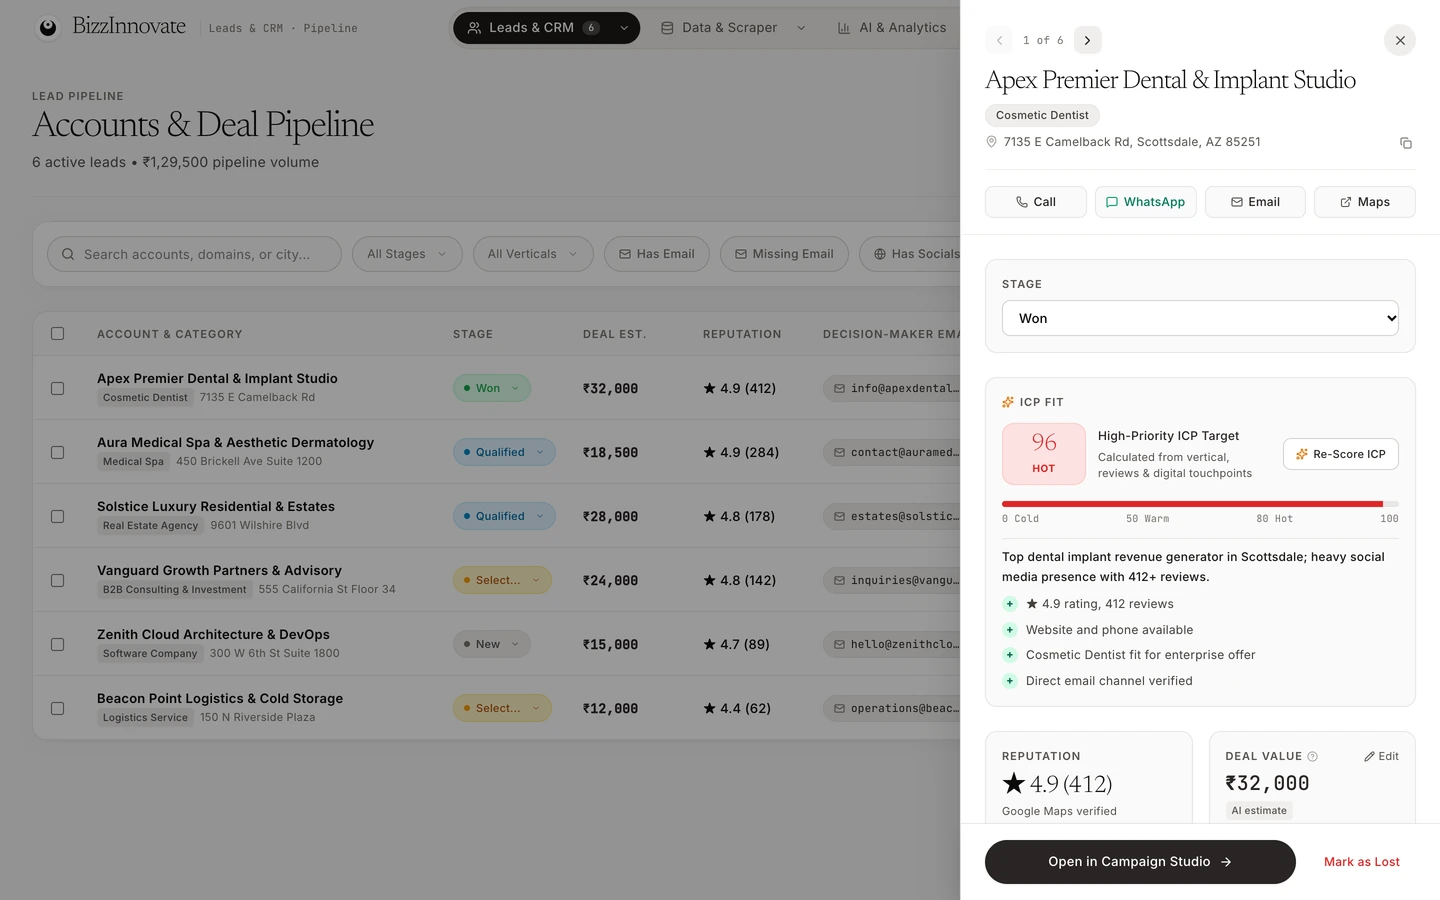 BizzInnovate
Leads & CRM · Pipeline
Leads & CRM 6
Data & Scraper
AI & Analytics
LEAD PIPELINE
Accounts & Deal Pipeline
6 active leads • ₹1,29,500 pipeline volume
Search accounts, domains, or city...
All Stages
All Verticals
Has Email
Missing Email
Has Socials
ACCOUNT & CATEGORY STAGE DEAL EST. REPUTATION DECISION-MAKER EMA
Apex Premier Dental & Implant Studio
Cosmetic Dentist 7135 E Camelback Rd
Won ₹32,000 ★ 4.9 (412) info@apexdental…
Aura Medical Spa & Aesthetic Dermatology
Medical Spa 450 Brickell Ave Suite 1200
Qualified ₹18,500 ★ 4.9 (284) contact@auramed…
Solstice Luxury Residential & Estates
Real Estate Agency 9601 Wilshire Blvd
Qualified ₹28,000 ★ 4.8 (178) estates@solstic…
Vanguard Growth Partners & Advisory
B2B Consulting & Investment 555 California St Floor 34
Select... ₹24,000 ★ 4.8 (142) inquiries@vangu…
Zenith Cloud Architecture & DevOps
Software Company 300 W 6th St Suite 1800
New ₹15,000 ★ 4.7 (89) hello@zenithclo…
Beacon Point Logistics & Cold Storage
Logistics Service 150 N Riverside Plaza
Select... ₹12,000 ★ 4.4 (62) operations@beac…
1 of 6
Apex Premier Dental & Implant Studio
Cosmetic Dentist
7135 E Camelback Rd, Scottsdale, AZ 85251
Call
WhatsApp
Email
Maps
STAGE
Won
ICP FIT
96
HOT
High-Priority ICP Target
Calculated from vertical,
reviews & digital touchpoints
Re-Score ICP
0 Cold 50 Warm 80 Hot 100
Top dental implant revenue generator in Scottsdale; heavy social
media presence with 412+ reviews.
+ ★ 4.9 rating, 412 reviews
+ Website and phone available
+ Cosmetic Dentist fit for enterprise offer
+ Direct email channel verified
REPUTATION
★ 4.9 (412)
Google Maps verified
DEAL VALUE ? Edit
₹32,000
AI estimate
Open in Campaign Studio →
Mark as Lost